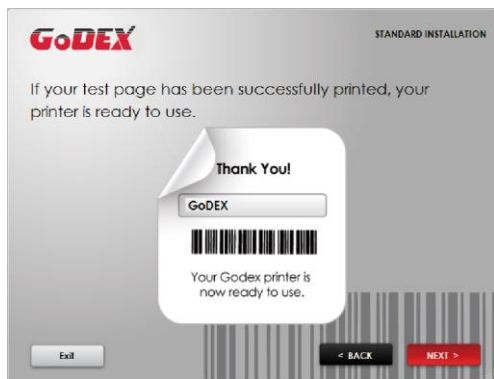 GoDEX
STANDARD INSTALLATION
If your test page has been successfully printed, your
printer is ready to use.
Thank You!
GoDEX
Your Godex printer is
now ready to use.
Exit
< BACK
NEXT >